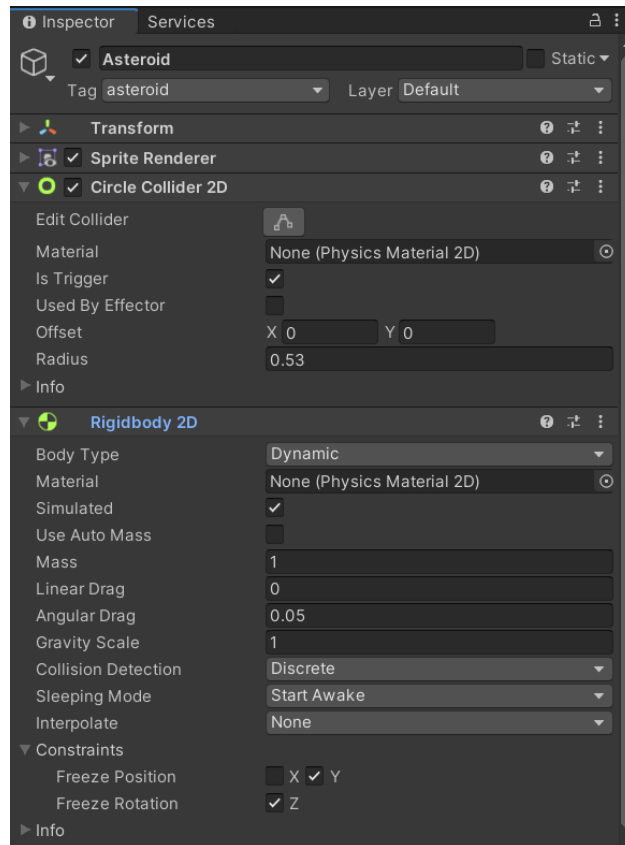 Inspector Services
Asteroid Static
Tag asteroid Layer Default
Transform
Sprite Renderer
Circle Collider 2D
Edit Collider
Material None (Physics Material 2D)
Is Trigger
Used By Effector
Offset X 0 Y 0
Radius 0.53
Info
Rigidbody 2D
Body Type Dynamic
Material None (Physics Material 2D)
Simulated
Use Auto Mass
Mass 1
Linear Drag 0
Angular Drag 0.05
Gravity Scale 1
Collision Detection Discrete
Sleeping Mode Start Awake
Interpolate None
Constraints
Freeze Position X Y
Freeze Rotation Z
Info